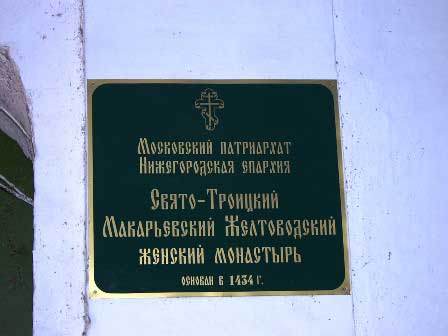 Московский патриархат
Нижегородская епархия
Свято-Троицкий
Макарьевский Желтоводский
женский монастырь
основан в 1434 г.